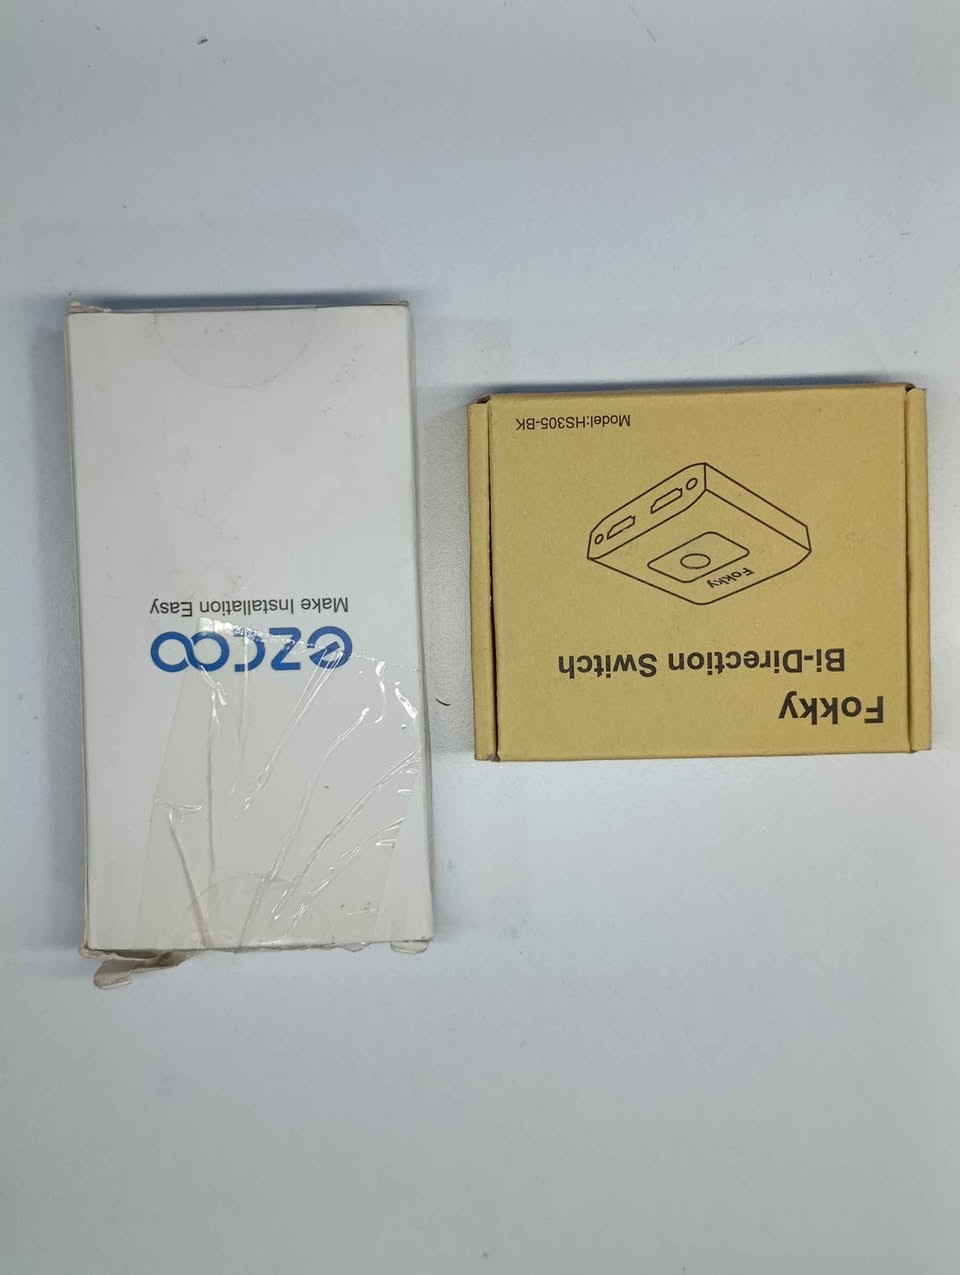 ezcoo
Make Installation Easy
Fokky
Bi-Direction Switch
Fokky
Model:HS305-BK